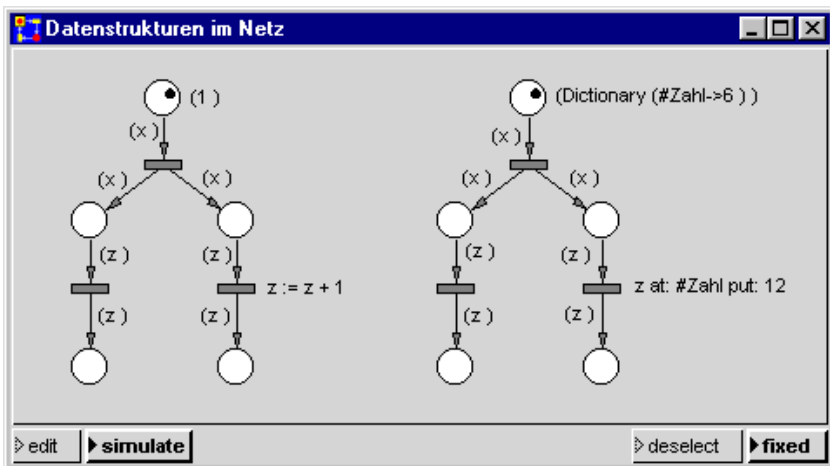 Datenstrukturen im Netz
(1 )
(Dictionary (#Zahl->6 ) )
(x )
(x )
(x )
(x )
(x )
(x )
(z )
(z )
(z )
(z )
z := z + 1
z at: #Zahl put: 12
(z )
(z )
(z )
(z )
edit
simulate
deselect
fixed